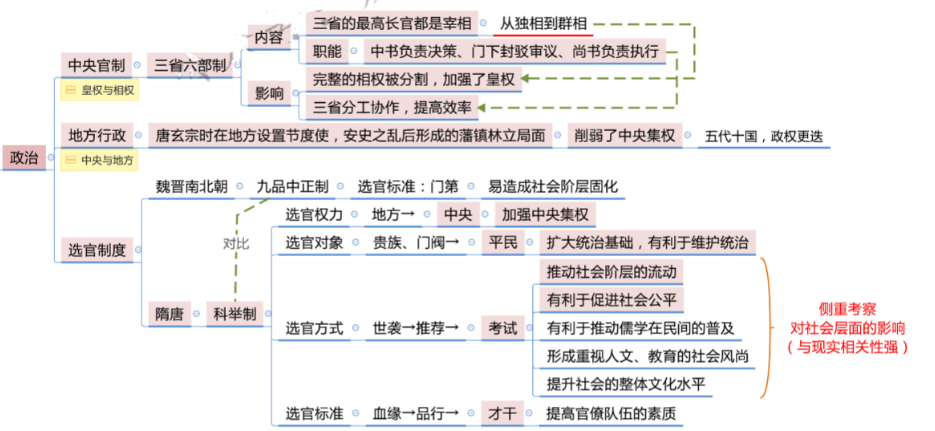 政治
中央官制
皇权与相权
三省六部制
内容
三省的最高长官都是宰相
从独相到群相
职能
中书负责决策、门下封驳审议、尚书负责执行
影响
完整的相权被分割，加强了皇权
三省分工协作，提高效率
地方行政
中央与地方
唐玄宗时在地方设置节度使，安史之乱后形成的藩镇林立局面
削弱了中央集权
五代十国，政权更迭
选官制度
魏晋南北朝
九品中正制
选官标准：门第
易造成社会阶层固化
对比
隋唐
科举制
选官权力
地方→
中央
加强中央集权
选官对象
贵族、门阀→
平民
扩大统治基础，有利于维护统治
选官方式
世袭→推荐→
考试
推动社会阶层的流动
有利于促进社会公平
有利于推动儒学在民间的普及
形成重视人文、教育的社会风尚
提升社会的整体文化水平
侧重考察
对社会层面的影响
（与现实相关性强）
选官标准
血缘→品行→
才干
提高官僚队伍的素质